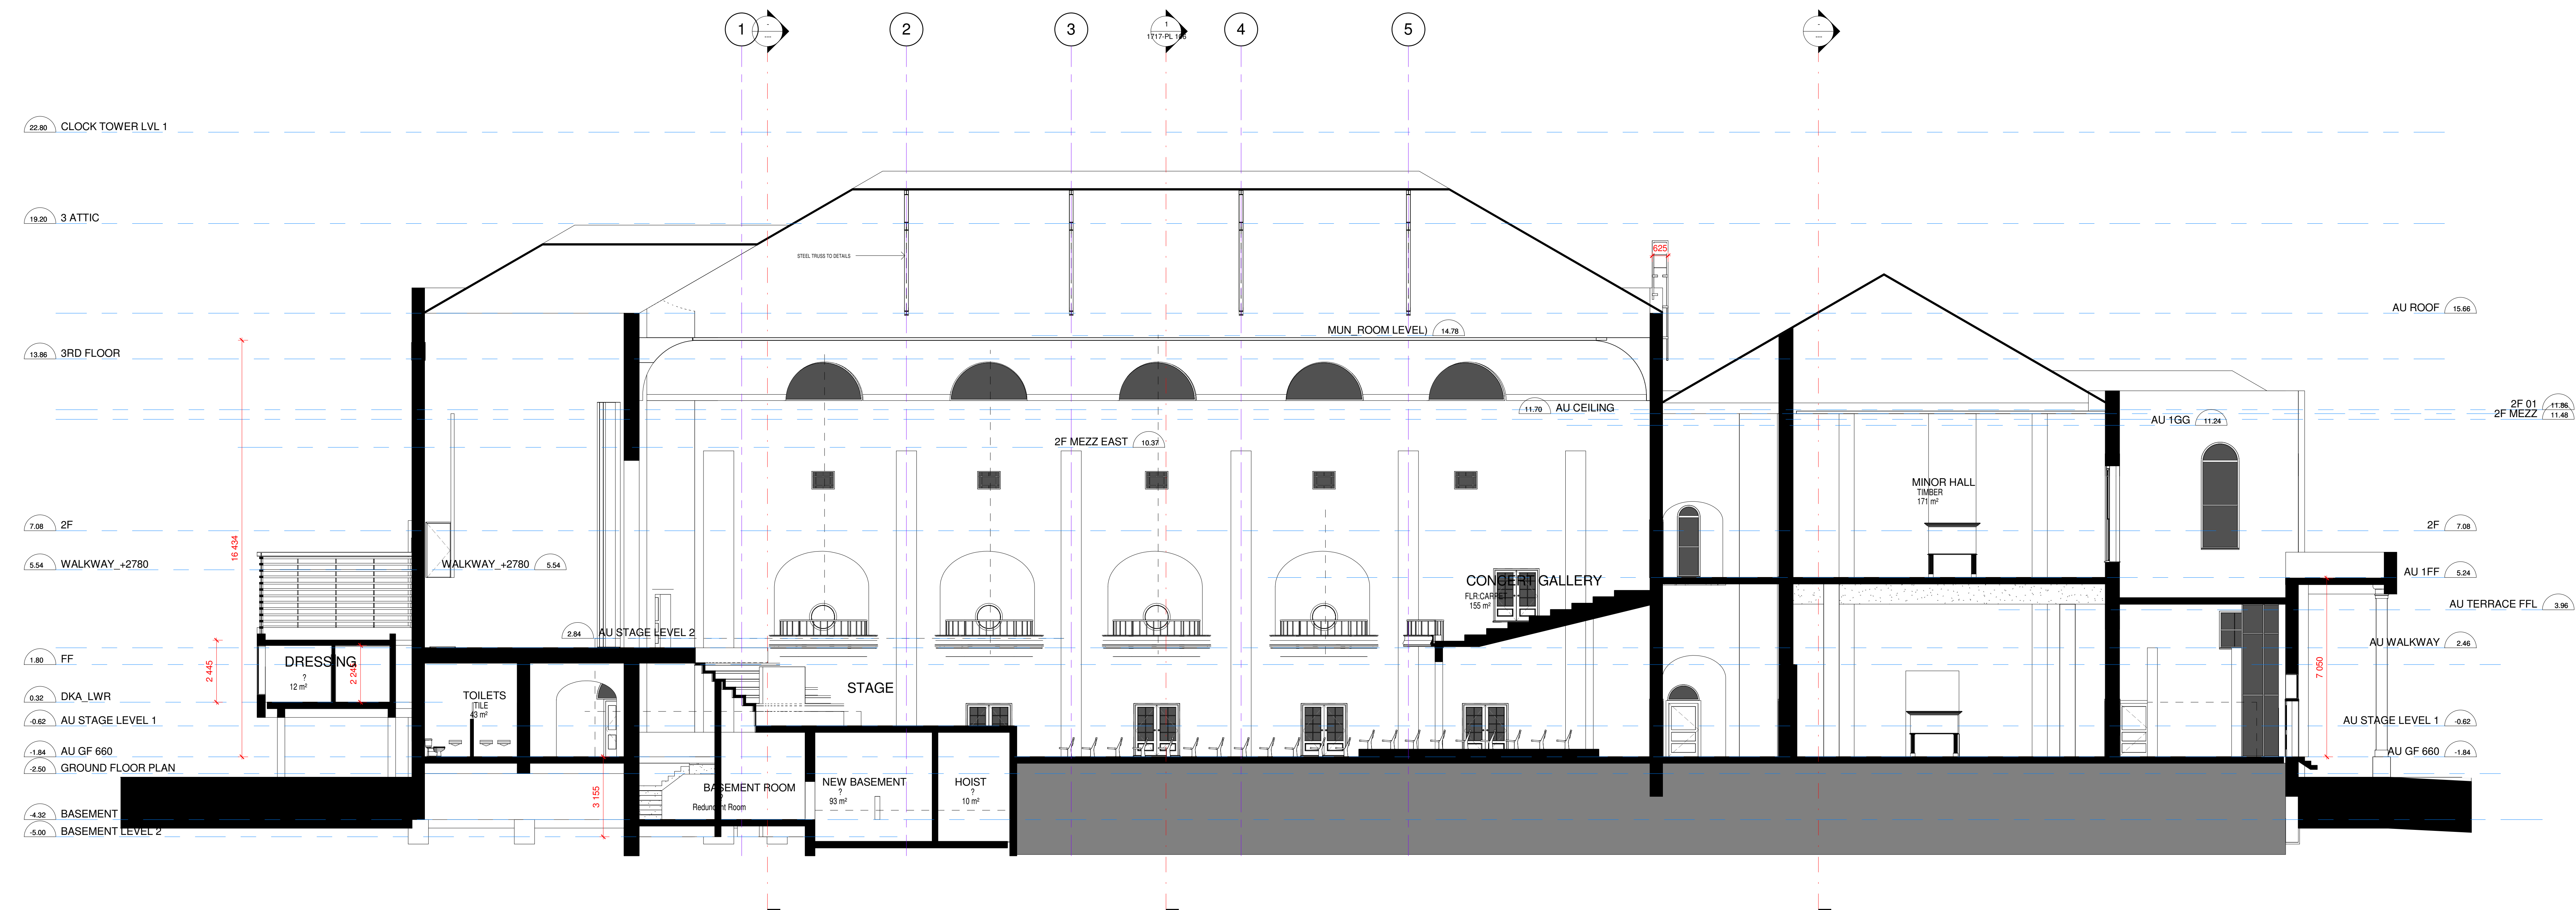 1
2
3
4
5
-
---
1
1717-PL 106
-
---
22.80 CLOCK TOWER LVL 1
19.20 3 ATTIC
STEEL TRUSS TO DETAILS
625
AU ROOF 15.66
MUN_ROOM LEVEL) 14.78
13.86 3RD FLOOR
11.70 AU CEILING
2F 01 11.86
2F MEZZ 11.48
AU 1GG 11.24
2F MEZZ EAST 10.37
MINOR HALL
TIMBER
171 m²
7.08 2F
2F 7.08
16 434
5.54 WALKWAY_+2780
WALKWAY_+2780 5.54
AU 1FF 5.24
CONCERT GALLERY
FLR:CARPET
155 m²
AU TERRACE FFL 3.96
2.84 AU STAGE LEVEL 2
AU WALKWAY 2.46
1.80 FF
DRESSING
?
12 m²
2 445
7 050
STAGE
0.32 DKA_LWR
TOILETS
TILE
43 m²
-0.62 AU STAGE LEVEL 1
AU STAGE LEVEL 1 -0.62
-1.84 AU GF 660
AU GF 660 -1.84
-2.50 GROUND FLOOR PLAN
BASEMENT ROOM
Redundant Room
NEW BASEMENT
?
93 m²
HOIST
?
10 m²
3 155
-4.32 BASEMENT
-5.00 BASEMENT LEVEL 2